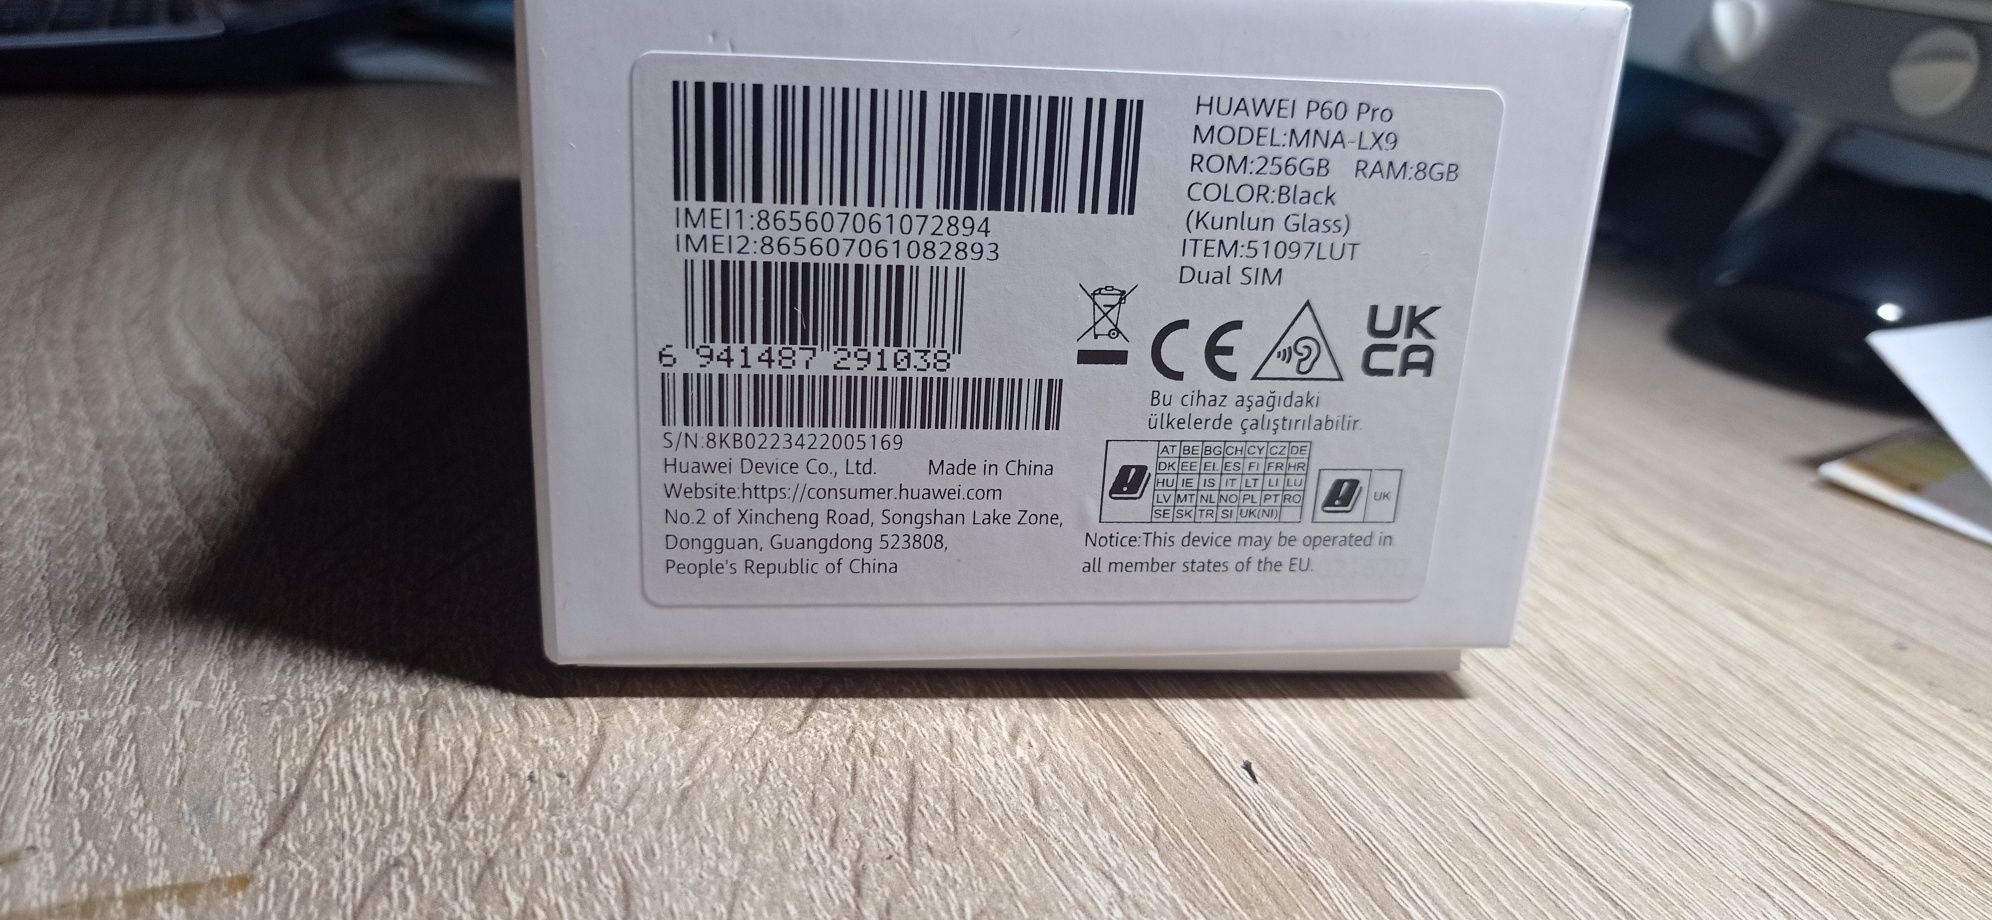 IMEI1:865607061072894
IMEI2:865607061082893
6 941487 291038
S/N:8KB0223422005169
Huawei Device Co., Ltd. Made in China
Website:https://consumer.huawei.com
No.2 of Xincheng Road, Songshan Lake Zone,
Dongguan, Guangdong 523808,
People's Republic of China
HUAWEI P60 Pro
MODEL:MNA-LX9
ROM:256GB RAM:8GB
COLOR:Black
(Kunlun Glass)
ITEM:51097LUT
Dual SIM
CE
UK
CA
Bu cihaz aşağıdaki
ülkelerde çalıştırılabilir.
AT BE BG CH CY CZ DE
DK EE EL ES FI FR HR
HU IE IS IT LT LI LU
LV MT NL NO PL PT RO
SE SK TR SI UK(NI)
UK
Notice:This device may be operated in
all member states of the EU.